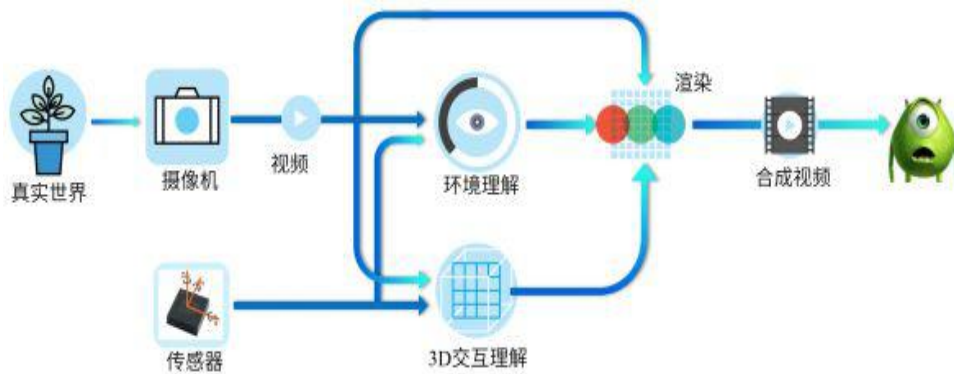 渲染
视频
真实世界
摄像机
环境理解
合成视频
传感器
3D交互理解